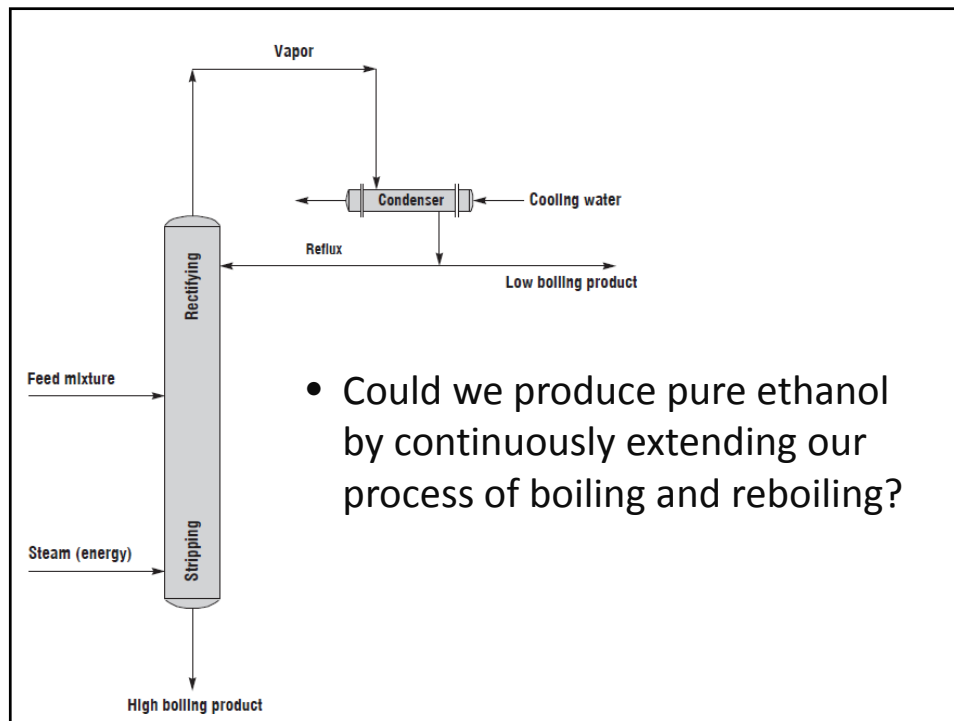 Vapor
Condenser
Cooling water
Reflux
Low boiling product
Rectifying
Feed mixture
• Could we produce pure ethanol
by continuously extending our
process of boiling and reboiling?
Stripping
Steam (energy)
High boiling product